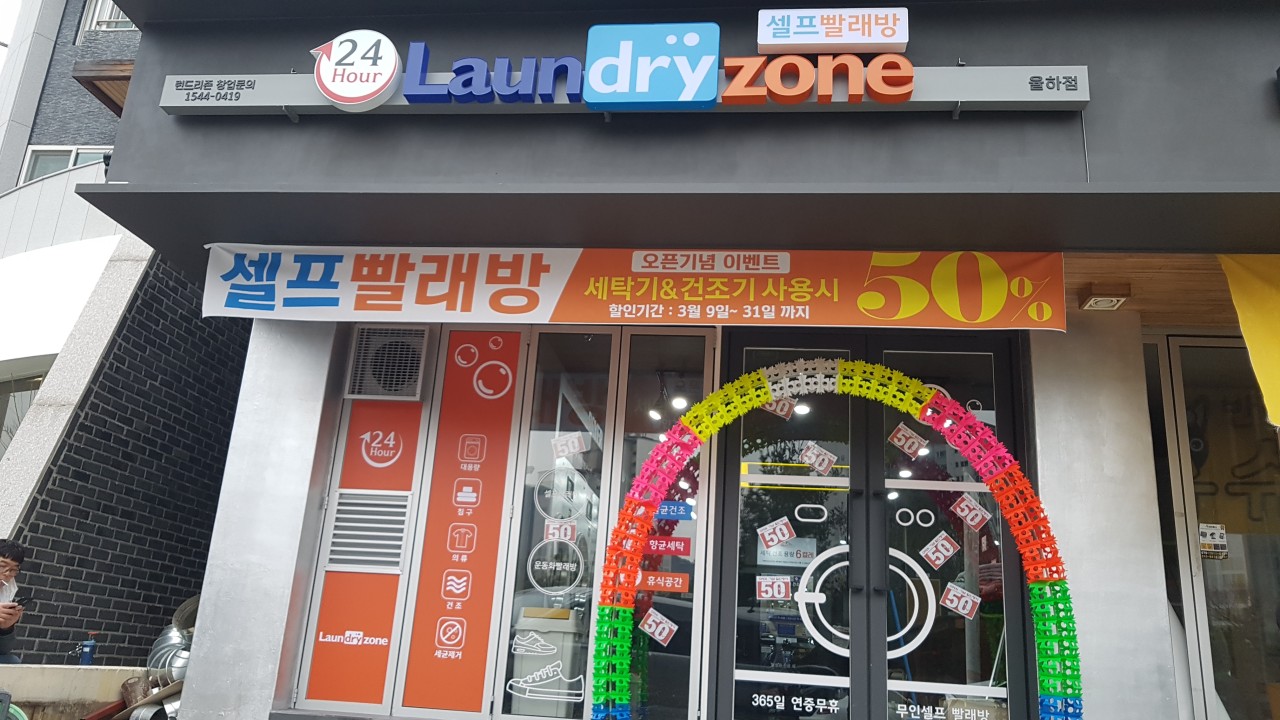 셀프빨래방
24
Hour
Laundryzone
런드리존 창업문의
1544-0419
율하점
셀프빨래방
오픈기념 이벤트
세탁기&건조기 사용시
할인기간 : 3월 9일~ 31일 까지
50%
24
Hour
대용량
침구
의류
건조
세균제거
Laundryzone
50
50
운동화빨래방
살균건조
향균세탁
휴식공간
50
50
50
50
50
50
50
50
50
365일 연중무휴
무인셀프 빨래방